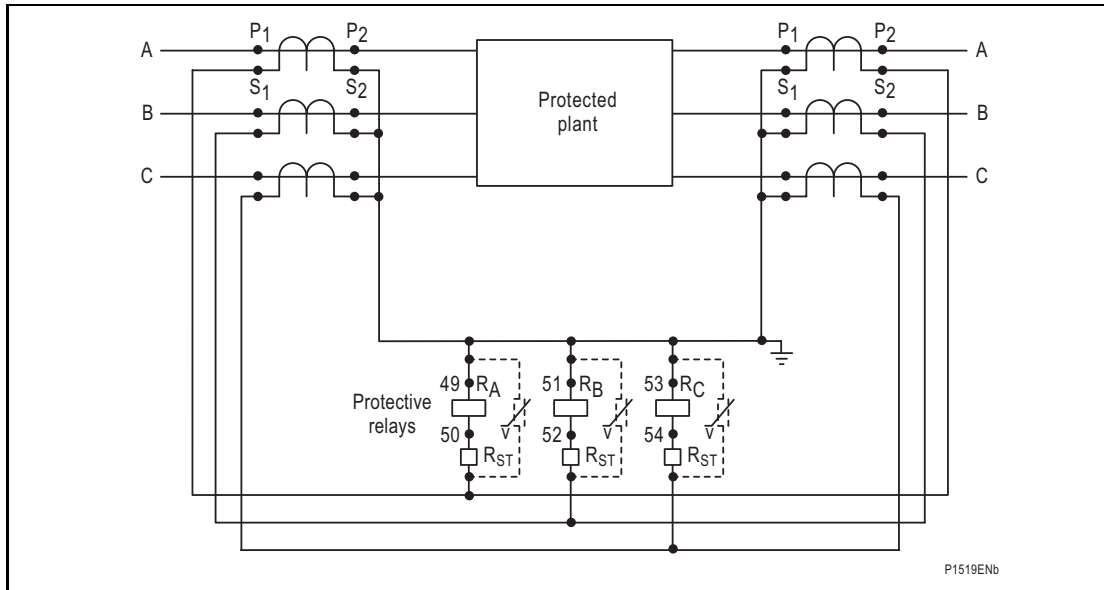 P1 P2 P1 P2
A A
S1 S2 S1 S2
Protected
plant
B B
C C
49 RA 51 RB 53 RC
Protective
relays
V V V
50 52 54
RST RST RST
P1519ENb